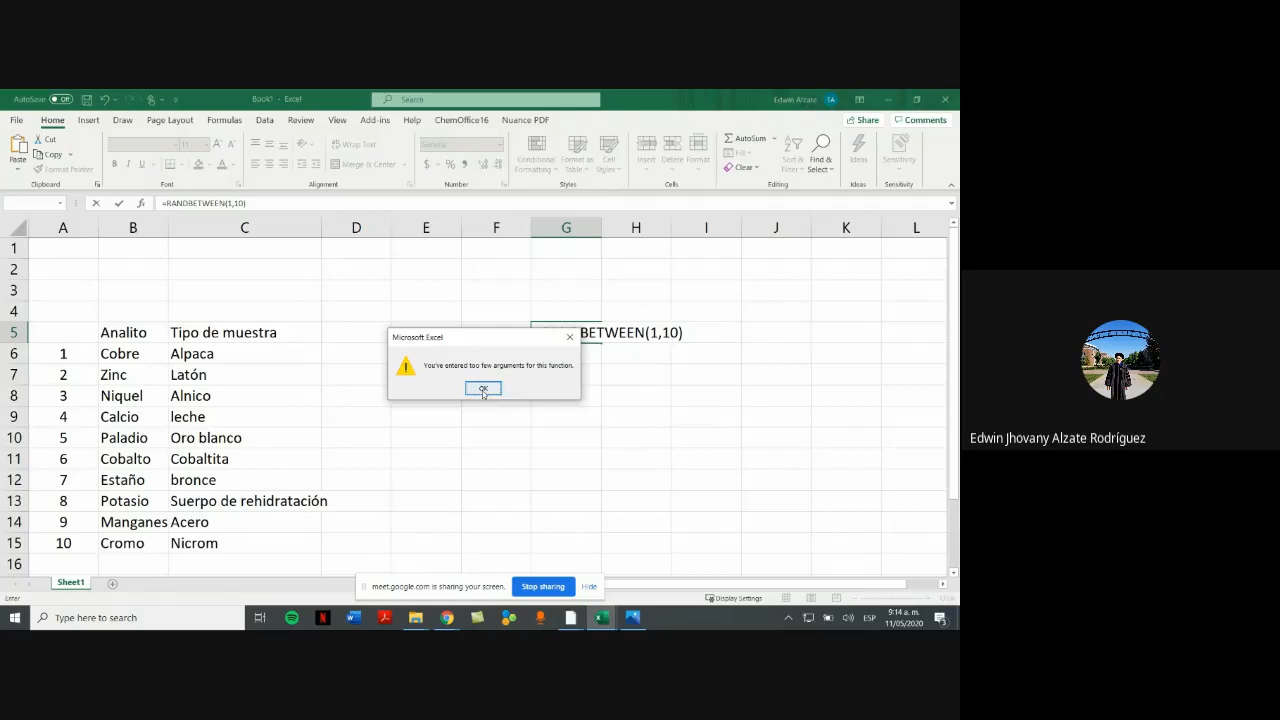 AutoSave Off
Book1 - Excel
Search
Edwin Alzate EA
File Home Insert Draw Page Layout Formulas Data Review View Add-ins Help ChemOffice16 Nuance PDF Share Comments
Paste Cut Copy Format Painter
11
Wrap Text
Merge & Center
Conditional Formatting Format as Table Cell Styles
Insert Delete Format
AutoSum Fill Clear
Sort & Filter Find & Select
Ideas
Sensitivity
Clipboard Font Alignment Number Styles Cells Editing Ideas Sensitivity
=RANDBETWEEN(1,10)
A B C D E F G H I J K L
1
2
3
4
5 Analito Tipo de muestra BETWEEN(1,10)
6 1 Cobre Alpaca
7 2 Zinc Latón
8 3 Niquel Alnico
9 4 Calcio leche
10 5 Paladio Oro blanco
11 6 Cobalto Cobaltita
12 7 Estaño bronce
13 8 Potasio Suerpo de rehidratación
14 9 Manganes Acero
15 10 Cromo Nicrom
16
Microsoft Excel
You've entered too few arguments for this function.
OK
Sheet1
meet.google.com is sharing your screen. Stop sharing Hide
Enter
Display Settings
Type here to search
ESP
9:14 a. m.
11/05/2020
Edwin Jhovany Alzate Rodríguez